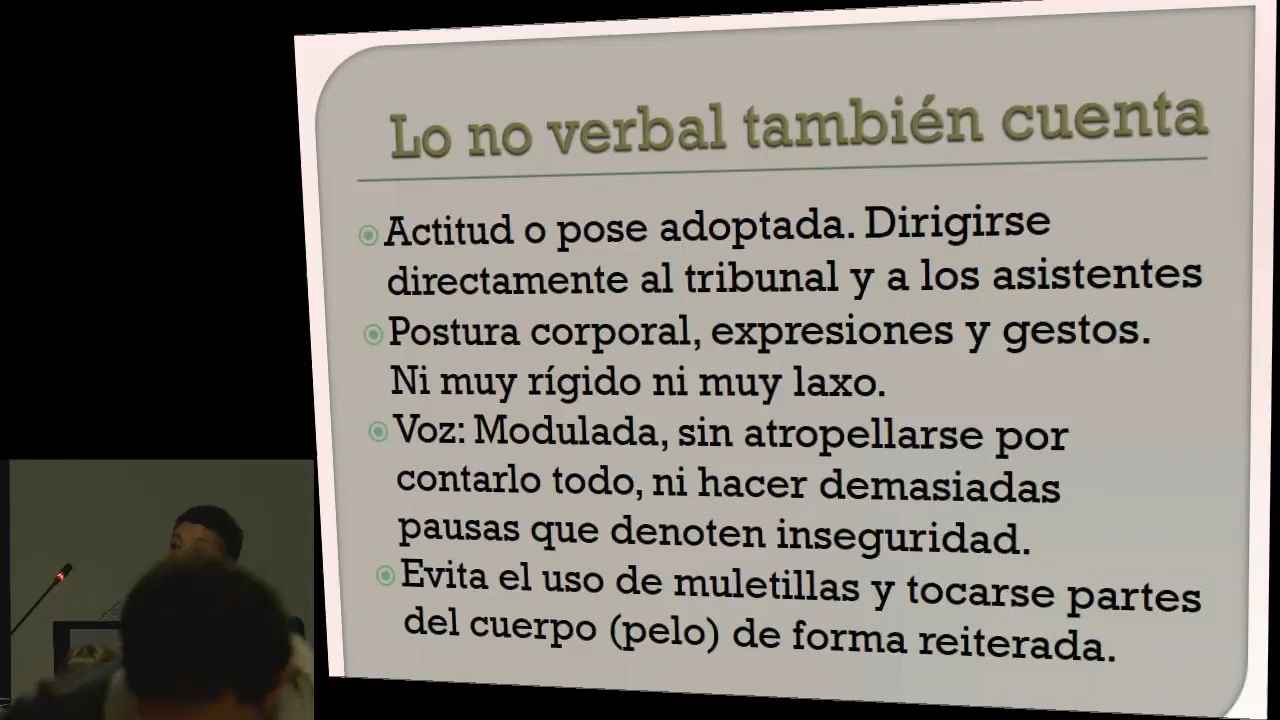 Lo no verbal también cuenta
Actitud o pose adoptada. Dirigirse
directamente al tribunal y a los asistentes
Postura corporal, expresiones y gestos.
Ni muy rígido ni muy laxo.
Voz: Modulada, sin atropellarse por
contarlo todo, ni hacer demasiadas
pausas que denoten inseguridad.
Evita el uso de muletillas y tocarse partes
del cuerpo (pelo) de forma reiterada.